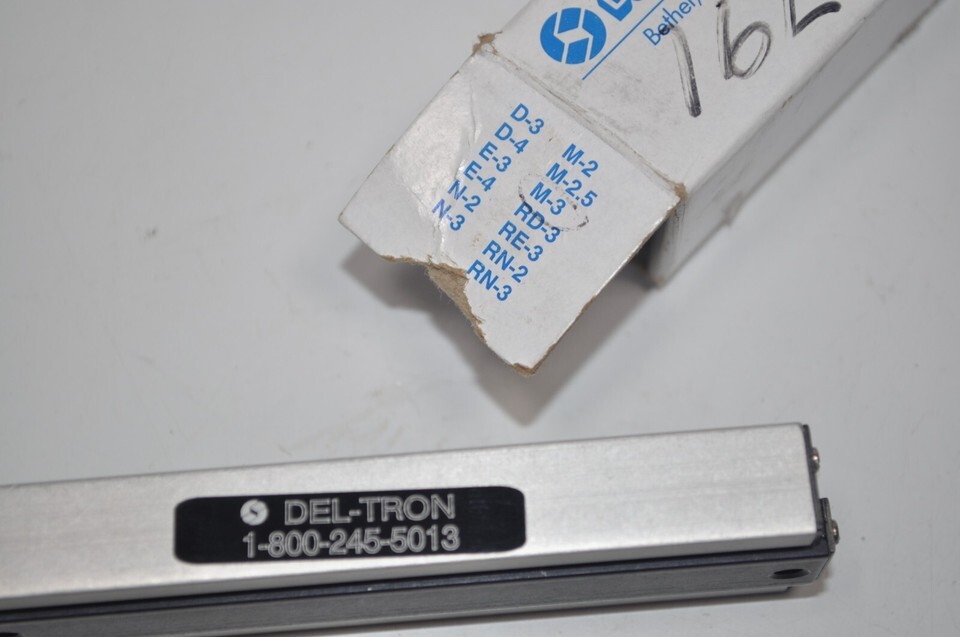 Bethel,
162
D-3
D-4
E-3
E-4
N-2
N-3
M-2
M-2.5
M-3
RD-3
RE-3
RN-2
RN-3
DEL-TRON
1-800-245-5013